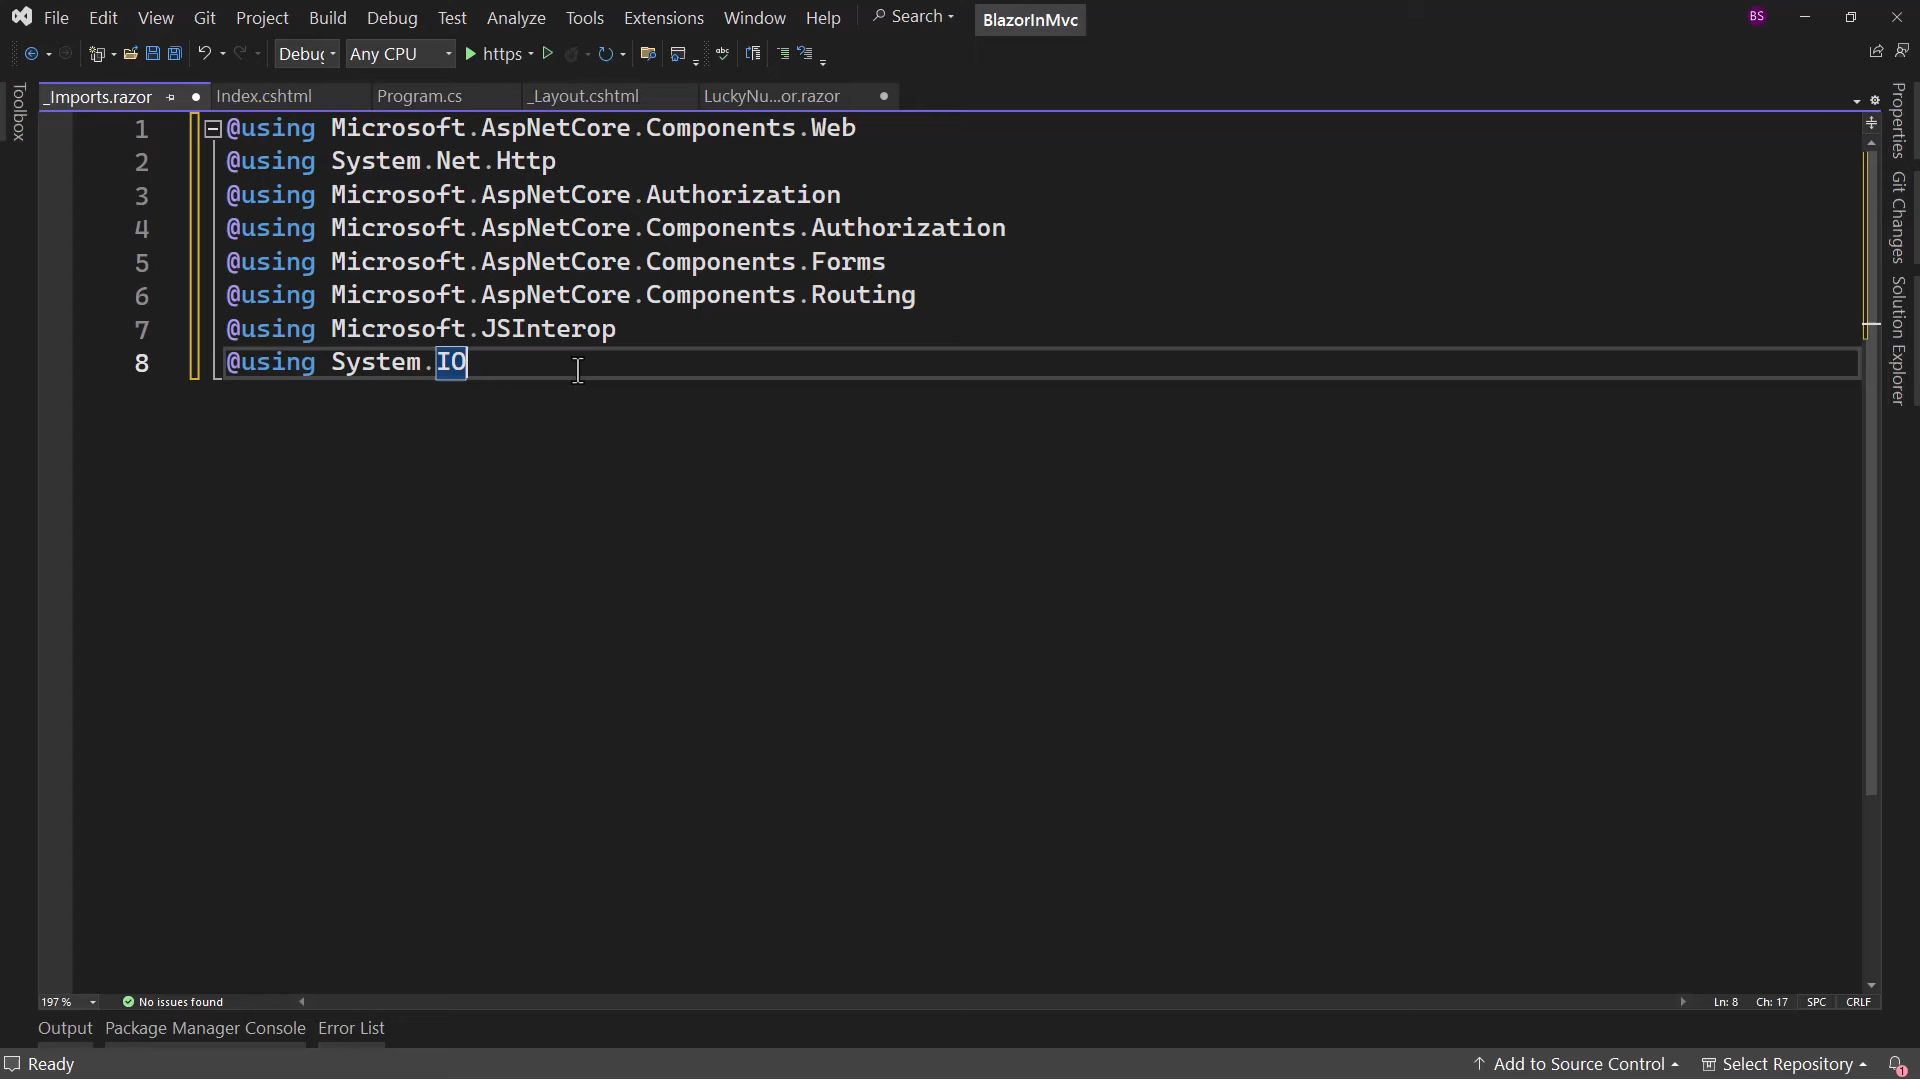 File Edit View Git Project Build Debug Test Analyze Tools Extensions Window Help Search BlazorInMvc BS
Debug Any CPU https abc
_Imports.razor Index.cshtml Program.cs _Layout.cshtml LuckyNu...or.razor
Toolbox
1 @using Microsoft.AspNetCore.Components.Web
2 @using System.Net.Http
3 @using Microsoft.AspNetCore.Authorization
4 @using Microsoft.AspNetCore.Components.Authorization
5 @using Microsoft.AspNetCore.Components.Forms
6 @using Microsoft.AspNetCore.Components.Routing
7 @using Microsoft.JSInterop
8 @using System.IO
Properties
Git Changes
Solution Explorer
197 % No issues found Ln: 8 Ch: 17 SPC CRLF
Output Package Manager Console Error List
Ready Add to Source Control Select Repository 1